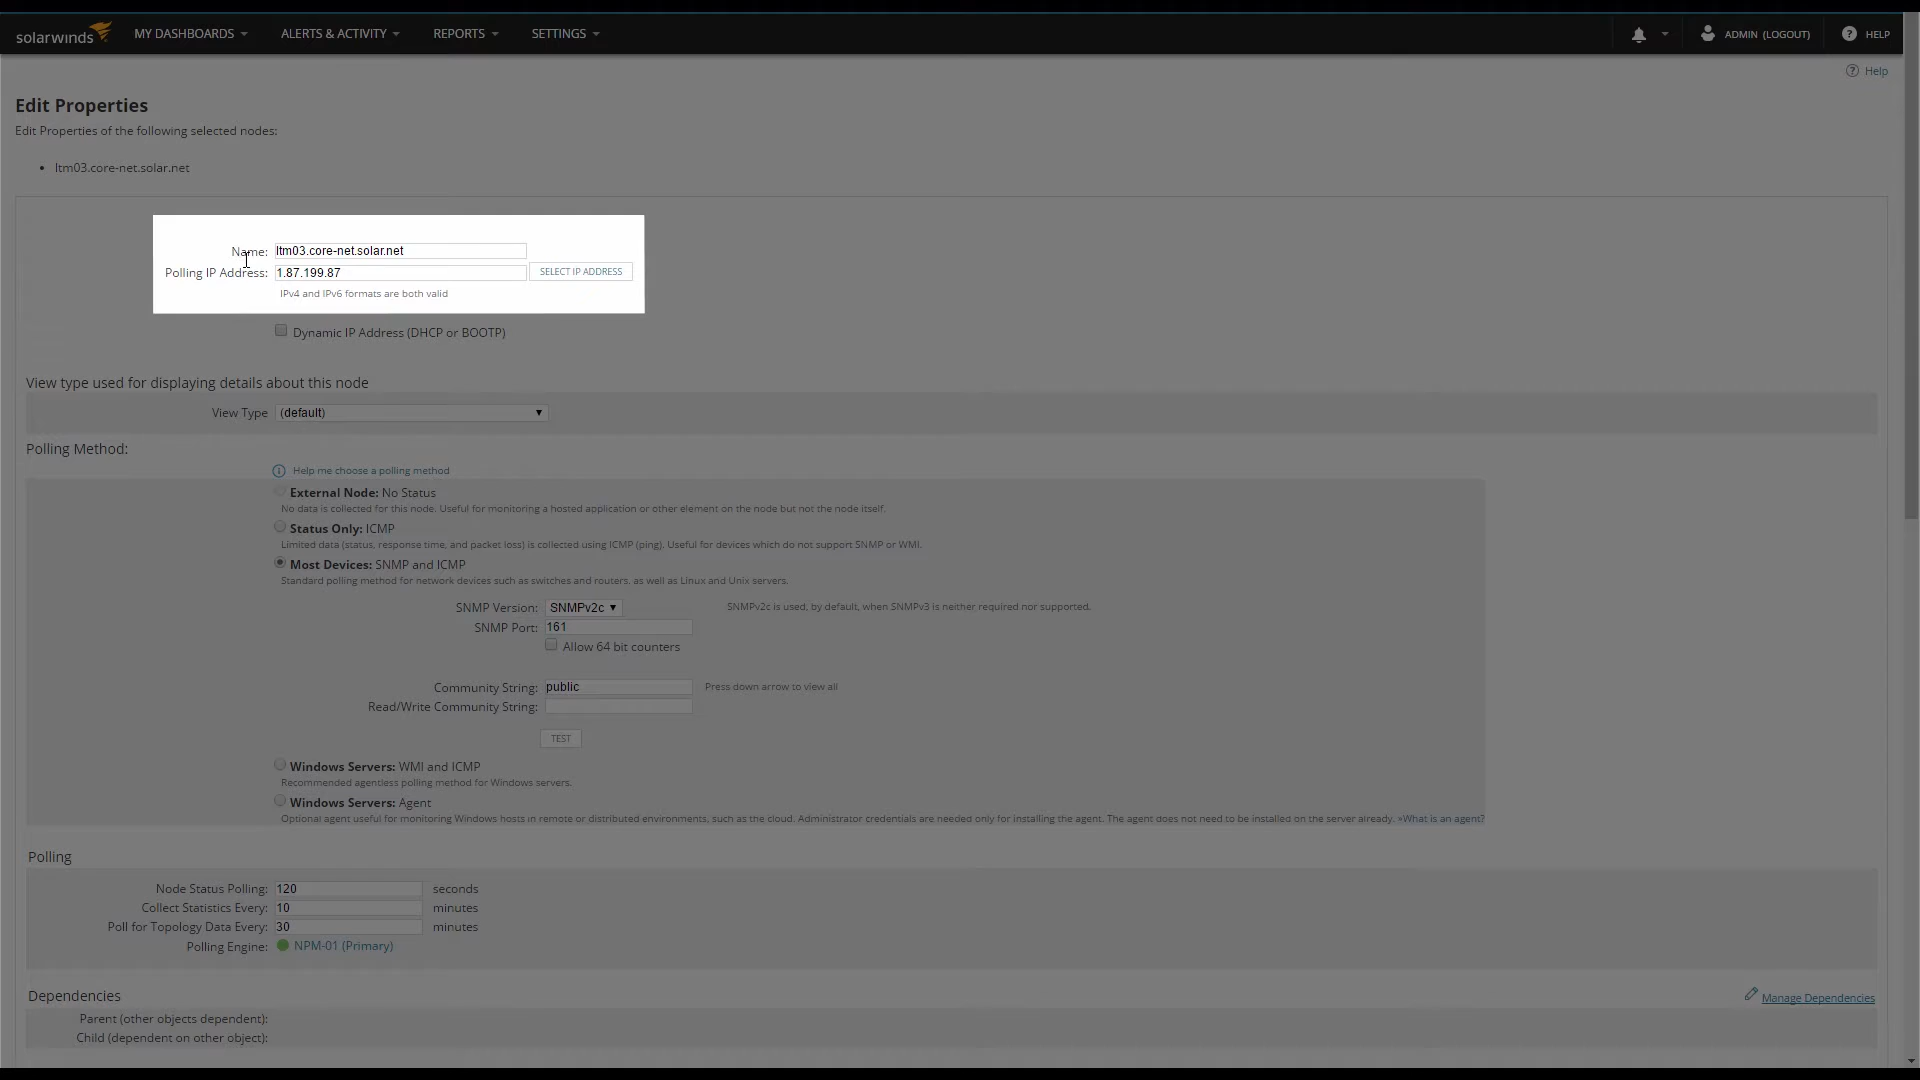 solarwinds MY DASHBOARDS ALERTS & ACTIVITY REPORTS SETTINGS ADMIN (LOGOUT) ? HELP
? Help
Edit Properties
Edit Properties of the following selected nodes:
• ltm03.core-net.solar.net
Name: ltm03.core-net.solar.net
Polling IP Address: 1.87.199.87 SELECT IP ADDRESS
IPv4 and IPv6 formats are both valid
Dynamic IP Address (DHCP or BOOTP)
View type used for displaying details about this node
View Type (default)
Polling Method:
Help me choose a polling method
External Node: No Status
No data is collected for this node. Useful for monitoring a hosted application or other element on the node but not the node itself.
Status Only: ICMP
Limited data (status, response time, and packet loss) is collected using ICMP (ping). Useful for devices which do not support SNMP or WMI.
Most Devices: SNMP and ICMP
Standard polling method for network devices such as switches and routers, as well as Linux and Unix servers.
SNMP Version: SNMPv2c SNMPv2c is used, by default, when SNMPv3 is neither required nor supported.
SNMP Port: 161
Allow 64 bit counters
Community String: public Press down arrow to view all
Read/Write Community String:
TEST
Windows Servers: WMI and ICMP
Recommended agentless polling method for Windows servers.
Windows Servers: Agent
Optional agent useful for monitoring Windows hosts in remote or distributed environments, such as the cloud. Administrator credentials are needed only for installing the agent. The agent does not need to be installed on the server already. »What is an agent?
Polling
Node Status Polling: 120 seconds
Collect Statistics Every: 10 minutes
Poll for Topology Data Every: 30 minutes
Polling Engine: NPM-01 (Primary)
Dependencies Manage Dependencies
Parent (other objects dependent):
Child (dependent on other object):